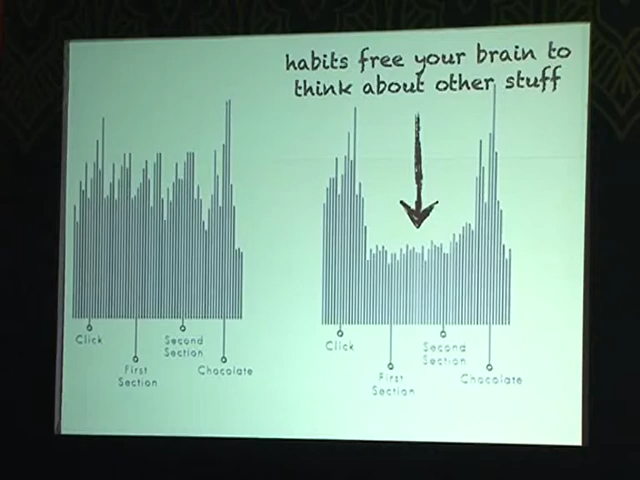 habits free your brain to
think about other stuff
Click
First
Section
Second
Section
Chocolate
Click
First
Section
Second
Section
Chocolate